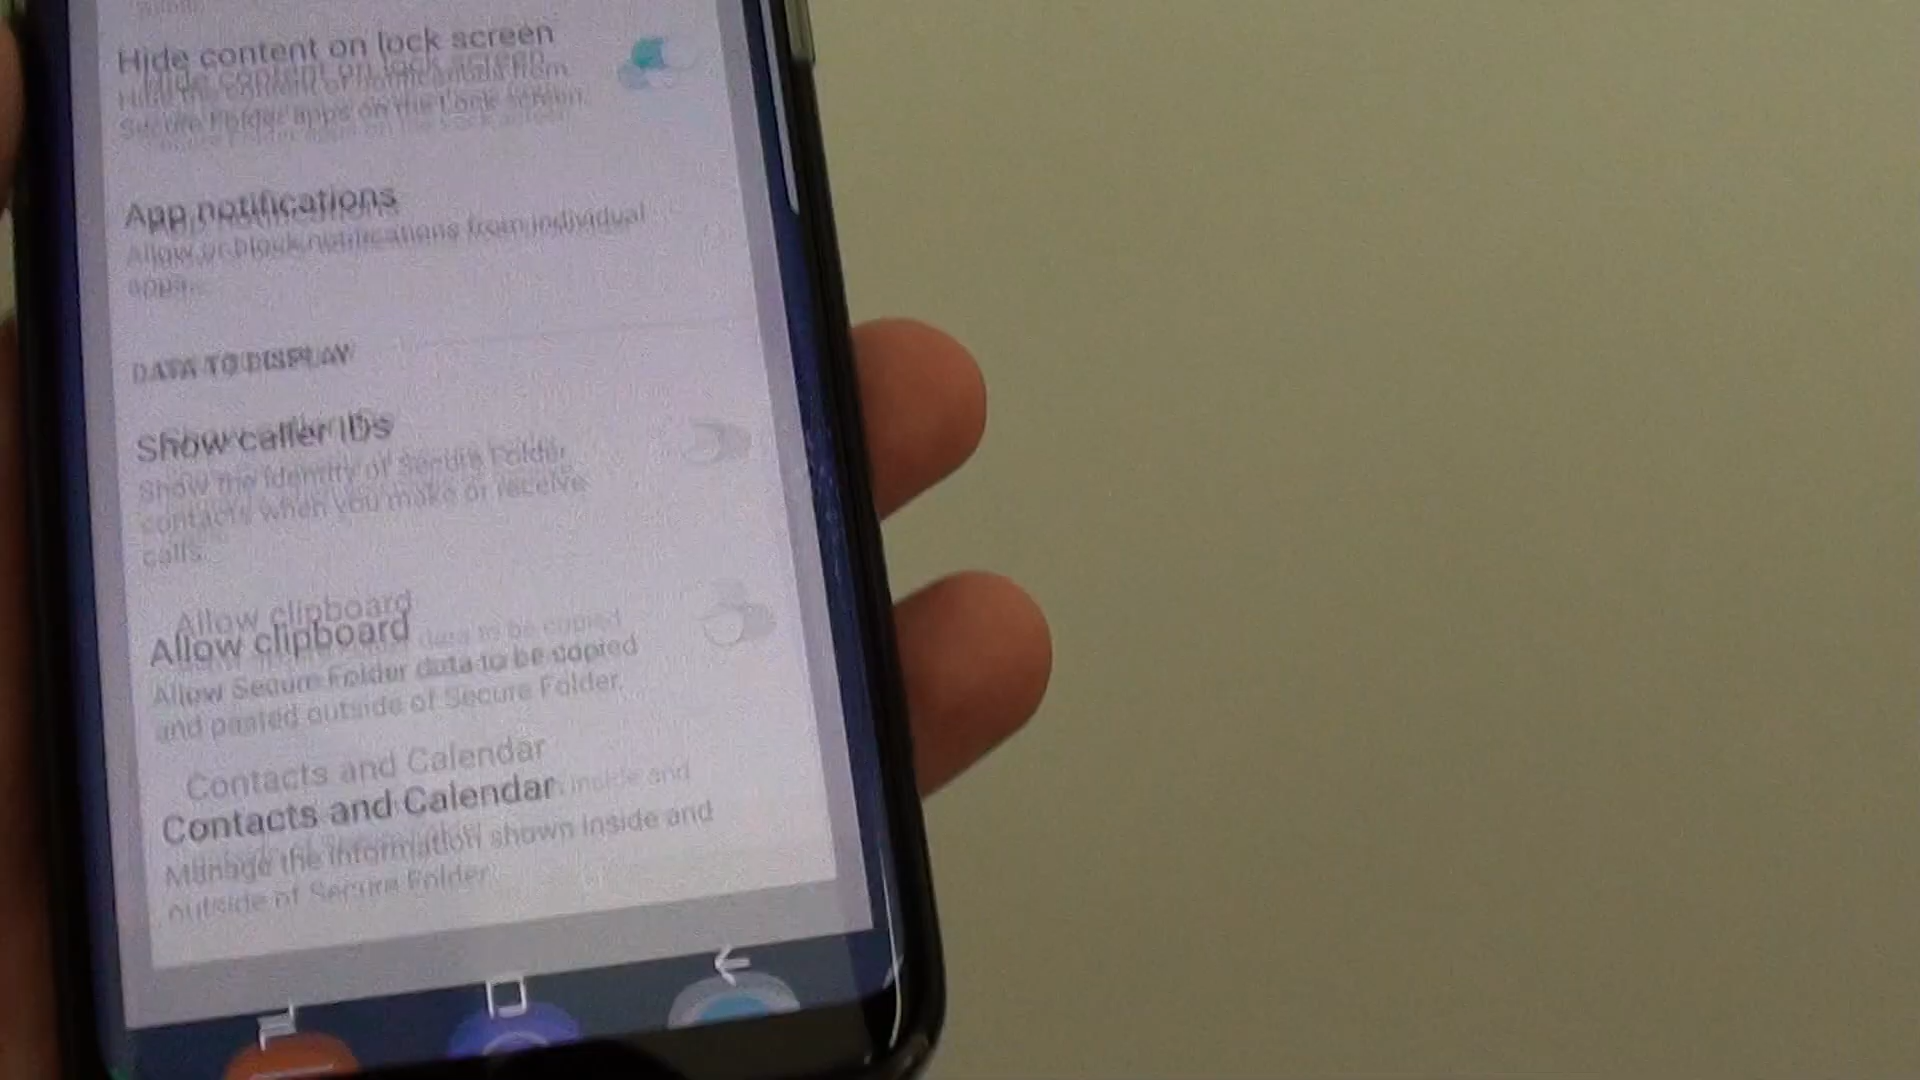 Hide content on lock screen
Hide the content of notifications from
Secure Folder apps on the Lock screen.
App notifications
Allow or block notifications from individual
apps.
DATA TO DISPLAY
Show caller IDs
Show the identity of Secure Folder
contacts when you make or receive
calls.
Allow clipboard
Allow Secure Folder data to be copied
and pasted outside of Secure Folder.
Contacts and Calendar
Manage the information shown inside and
outside of Secure Folder.